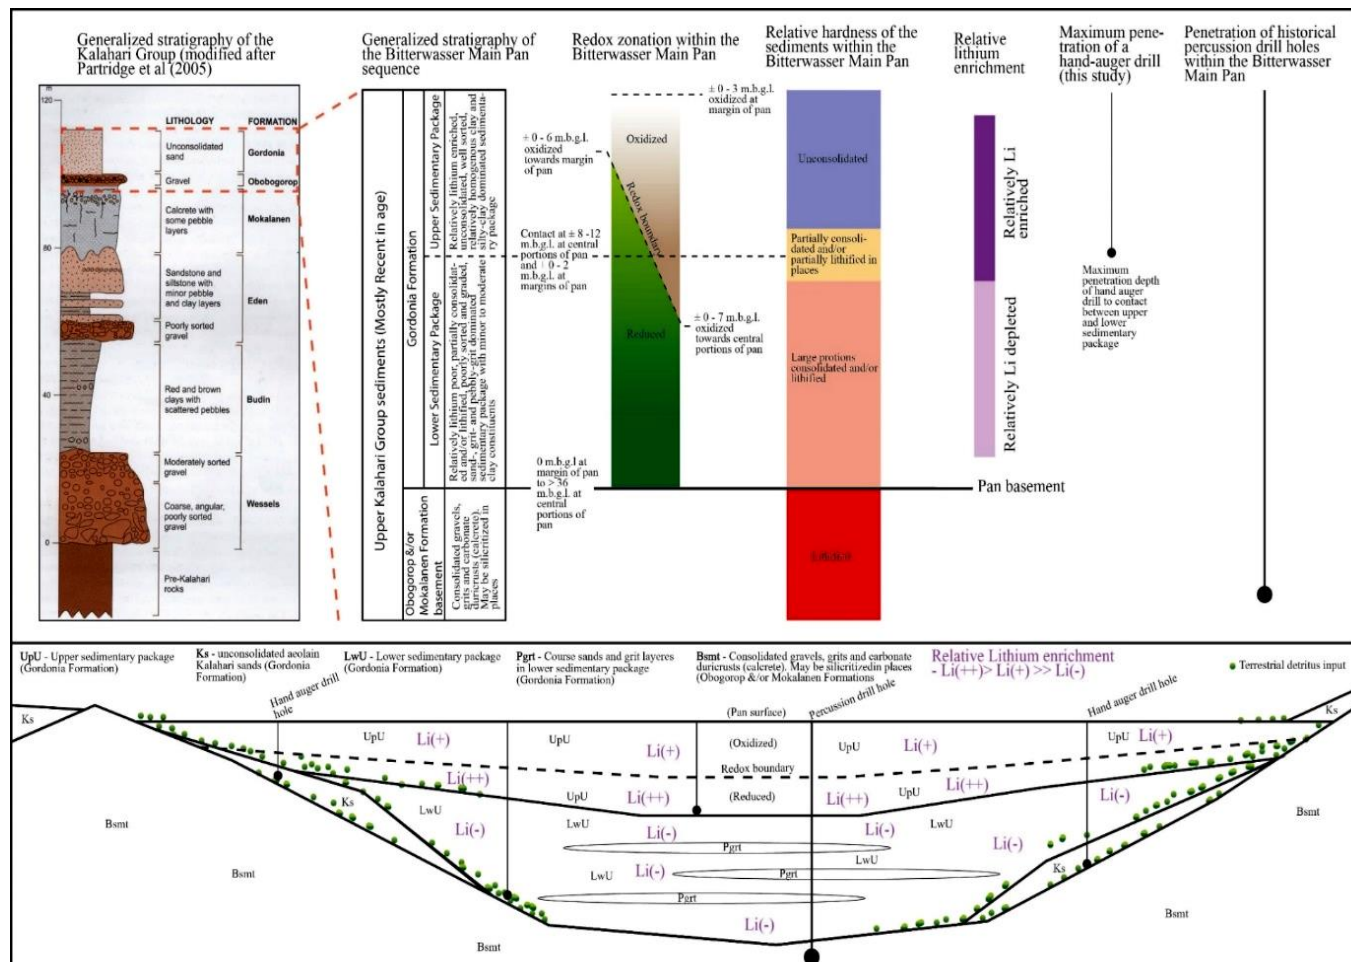 Generalized stratigraphy of the
Kalahari Group (modified after
Partridge et al (2005)
Generalized stratigraphy of
the Bitterwasser Main Pan
sequence
Redox zonation within the
Bitterwasser Main Pan
Relative hardness of the
sediments within the
Bitterwasser Main Pan
Relative
lithium
enrichment
Maximum pene-
tration of a
hand-auger drill
(this study)
Penetration of historical
percussion drill holes
within the Bitterwasser
Main Pan
120
m
80
40
0
LITHOLOGY
FORMATION
Unconsolidated
sand
Gordonia
Gravel
Obobogorop
Calcrete with
some pebble
layers
Mokalanen
Sandstone and
siltstone with
minor pebble
and clay layers
Eden
Poorly sorted
gravel
Red and brown
clays with
scattered pebbles
Budin
Moderately sorted
gravel
Coarse, angular,
poorly sorted
gravel
Wessels
Pre-Kalahari
rocks
Upper Kalahari Group sediments (Mostly Recent in age)
Gordonia Formation
Upper Sedimentary Package
Relatively lithium enriched,
unconsolidated, well sorted,
relatively homogenous clay and
silty-clay dominated sedimenta-
ry package
Lower Sedimentary Package
Relatively lithium poor, partially consolidat-
ed and/or lithified, poorly sorted and graded,
sand-, grit- and pebbly-grit dominated
sedimentary package with minor to moderate
clay constituents
Obogorop &/or
Mokalanen Formation
basement
Consolidated gravels,
grits and carbonate
duricrusts (calcrete).
May be silicritized in
places
± 0 - 6 m.b.g.l.
oxidized
towards margin
of pan
Contact at ± 8 -12
m.b.g.l. at central
portions of pan
and ± 0 - 2
m.b.g.l. at
margins of pan
0 m.b.g.l at
margin of pan
to > 36
m.b.g.l. at
central
portions of
pan
Oxidized
Redox boundary
Reduced
± 0 - 3 m.b.g.l.
oxidized at
margin of pan
± 0 - 7 m.b.g.l.
oxidized
towards central
portions of pan
Unconsolidated
Partially consoli-
dated and/or
partially lithified in
places
Large protions
consolidated and/or
lithified
Relatively Li
enriched
Relatively Li depleted
Pan basement
Maximum
penetration depth
of hand auger
drill to contact
between upper
and lower
sedimentary
package
UpU - Upper sedimentary package
(Gordonia Formation)
Ks - unconsolidated aeolain
Kalahari sands (Gordonia
Formation)
LwU - Lower sedimentary package
(Gordonia Formation)
Pgrt - Course sands and grit layeres
in lower sedimentary package
(Gordonia Formation)
Bsmt - Consolidated gravels, grits and carbonate
duricrusts (calcrete). May be silicritizedin places
(Obogorop &/or Mokalanen Formations
Relative Lithium enrichment
- Li(++)> Li(+) >> Li(-)
Terrestrial detritus input
Hand auger drill
hole
(Pan surface)
Percussion drill hole
Hand auger drill hole
Ks
Ks
UpU
Li(+)
UpU
Li(+)
(Oxidized)
UpU
Li(+)
UpU
Li(+)
Redox boundary
Li(++)
UpU
Li(++)
(Reduced)
Li(++)
UpU
Li(++)
Li(-)
Ks
LwU
Li(-)
LwU
Li(-)
Li(-)
LwU
Li(-)
Pgrt
LwU
Bsmt
Bsmt
LwU
Li(-)
Pgrt
Ks
Bsmt
Pgrt
Bsmt
Li(-)
Bsmt
Bsmt